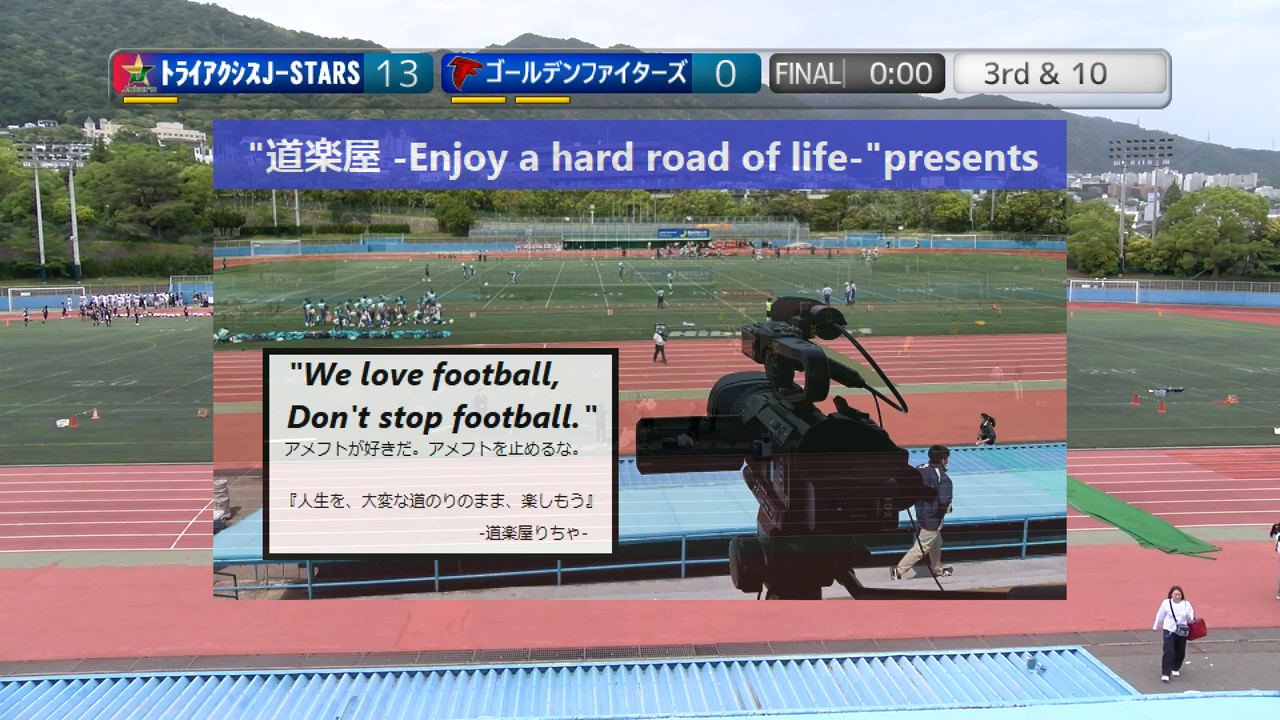 トライアクシスJ-STARS 13 ゴールデンファイターズ 0 FINAL 0:00 3rd & 10
"道楽屋 -Enjoy a hard road of life-"presents
"We love football,
Don't stop football."
アメフトが好きだ。アメフトを止めるな。
『人生を、大変な道のりのまま、楽しもう』
-道楽屋りちゃ-